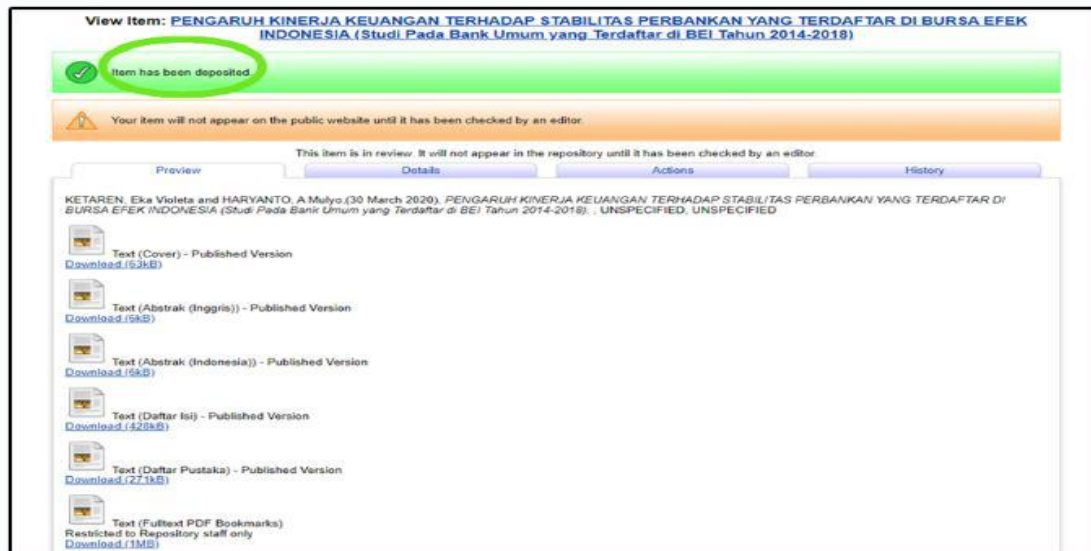 View Item: PENGARUH KINERJA KEUANGAN TERHADAP STABILITAS PERBANKAN YANG TERDAFTAR DI BURSA EFEK
INDONESIA (Studi Pada Bank Umum yang Terdaftar di BEI Tahun 2014-2018)
Item has been deposited.
Your item will not appear on the public website until it has been checked by an editor.
This item is in review. It will not appear in the repository until it has been checked by an editor.
Preview Details Actions History
KETAREN, Eka Violeta and HARYANTO, A Mulyo,(30 March 2020), PENGARUH KINERJA KEUANGAN TERHADAP STABILITAS PERBANKAN YANG TERDAFTAR DI
BURSA EFEK INDONESIA (Studi Pada Bank Umum yang Terdaftar di BEI Tahun 2014-2018). , UNSPECIFIED, UNSPECIFIED
Text (Cover) - Published Version
Download (63kB)
Text (Abstrak (Inggris)) - Published Version
Download (5kB)
Text (Abstrak (Indonesia)) - Published Version
Download (6kB)
Text (Daftar Isi) - Published Version
Download (428kB)
Text (Daftar Pustaka) - Published Version
Download (271kB)
Text (Fulltext PDF Bookmarks)
Restricted to Repository staff only
Download (1MB)